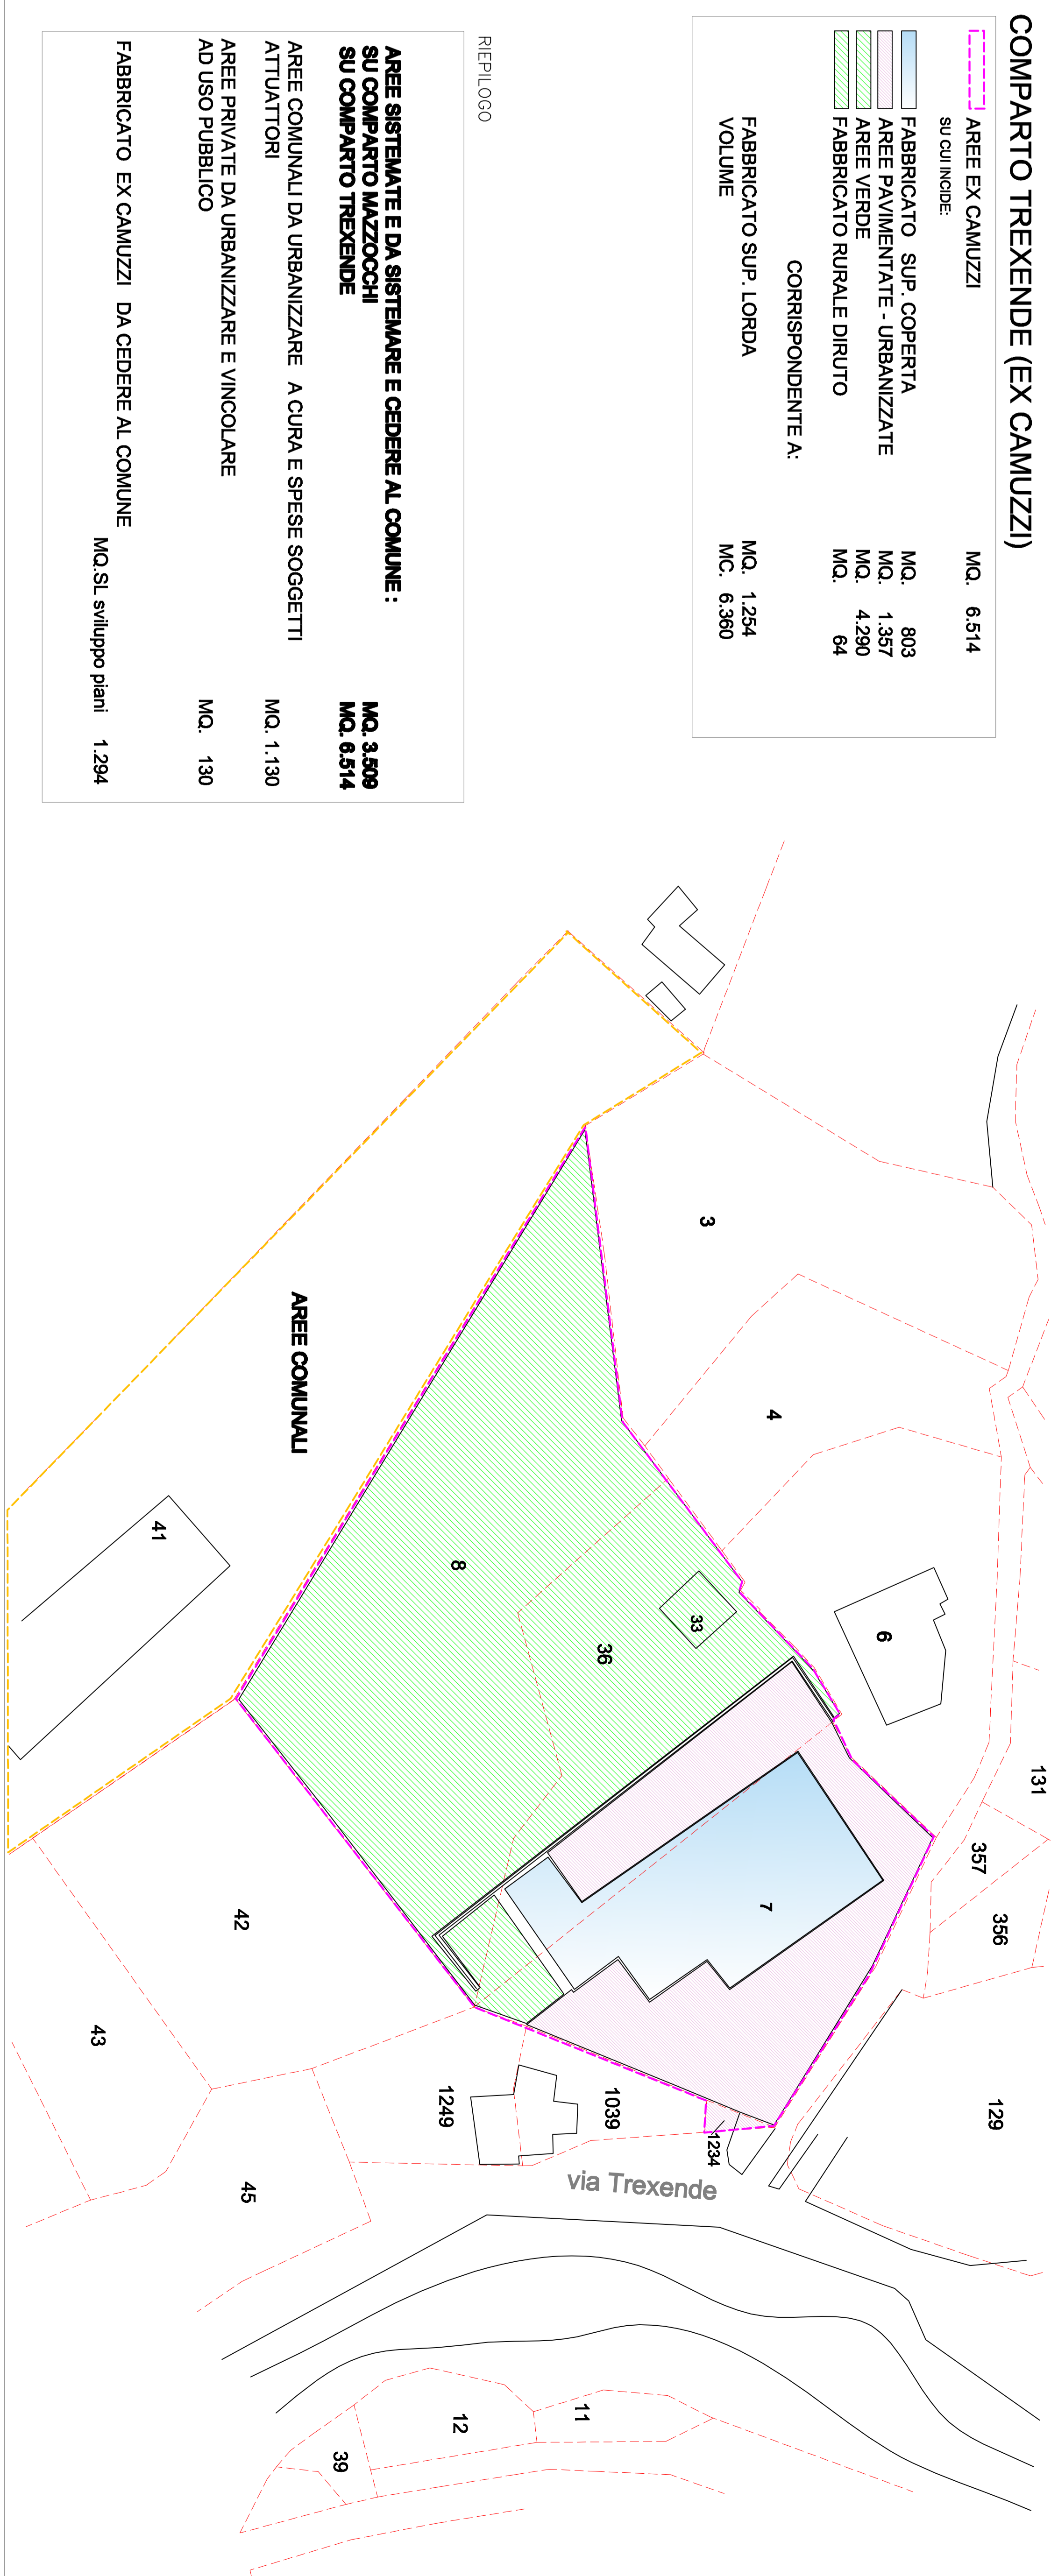 COMPARTO TREXENDE (EX CAMUZZI)
AREE EX CAMUZZI MQ. 6.514
SU CUI INCIDE:
FABBRICATO SUP. COPERTA MQ. 803
AREE PAVIMENTATE - URBANIZZATE MQ. 1.357
AREE VERDE MQ. 4.290
FABBRICATO RURALE DIRUTO MQ. 64
CORRISPONDENTE A:
FABBRICATO SUP. LORDA MQ. 1.254
VOLUME MC. 6.360
RIEPILOGO
AREE SISTEMATE E DA SISTEMARE E CEDERE AL COMUNE :
SU COMPARTO MAZZOCCHI MQ. 3.509
SU COMPARTO TREXENDE MQ. 6.514
AREE COMUNALI DA URBANIZZARE A CURA E SPESE SOGGETTI
ATTUATTORI MQ. 1.130
AREE PRIVATE DA URBANIZZARE E VINCOLARE
AD USO PUBBLICO MQ. 130
FABBRICATO EX CAMUZZI DA CEDERE AL COMUNE
MQ.SL sviluppo piani 1.294
131
357
356
129
6
3
4
7
33
36
8
1234
1039
via Trexende
1249
AREE COMUNALI
41
42
43
45
11
12
39